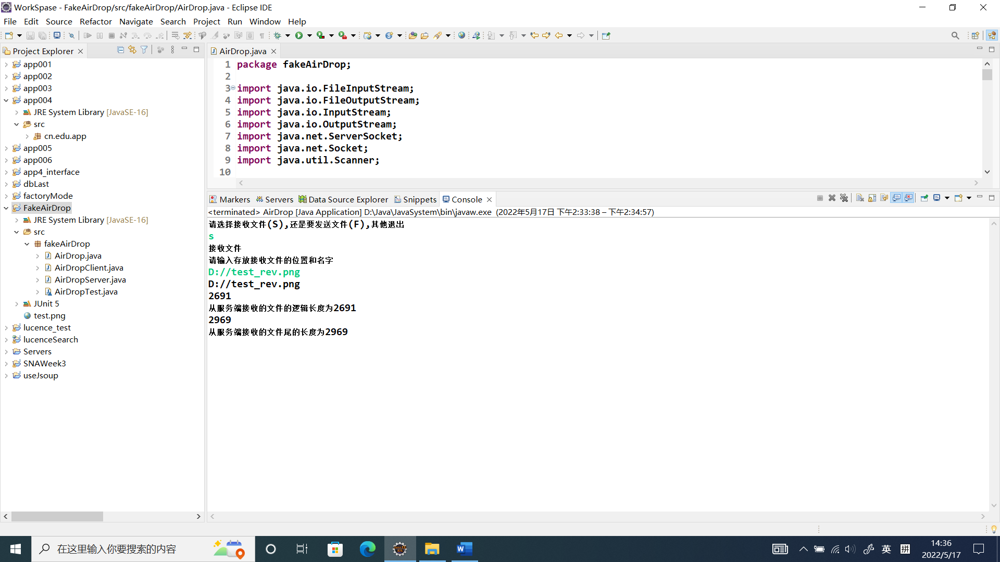 WorkSpase - FakeAirDrop/src/fakeAirDrop/AirDrop.java - Eclipse IDE
File Edit Source Refactor Navigate Search Project Run Window Help
Project Explorer
app001
app002
app003
app004
JRE System Library [JavaSE-16]
src
cn.edu.app
app005
app006
app4_interface
dbLast
factoryMode
FakeAirDrop
JRE System Library [JavaSE-16]
src
fakeAirDrop
AirDrop.java
AirDropClient.java
AirDropServer.java
AirDropTest.java
JUnit 5
test.png
lucence_test
lucenceSearch
Servers
SNAWeek3
useJsoup
AirDrop.java
1 package fakeAirDrop;
2
3 import java.io.FileInputStream;
4 import java.io.FileOutputStream;
5 import java.io.InputStream;
6 import java.io.OutputStream;
7 import java.net.ServerSocket;
8 import java.net.Socket;
9 import java.util.Scanner;
10
Markers Servers Data Source Explorer Snippets Console
<terminated> AirDrop [Java Application] D:\Java\JavaSystem\bin\javaw.exe (2022年5月17日 下午2:33:38 – 下午2:34:57)
请选择接收文件(S),还是要发送文件(F),其他退出
s
接收文件
请输入存放接收文件的位置和名字
D://test_rev.png
D://test_rev.png
2691
从服务端接收的文件的逻辑长度为2691
2969
从服务端接收的文件尾的长度为2969
在这里输入你要搜索的内容
英 拼
14:36
2022/5/17